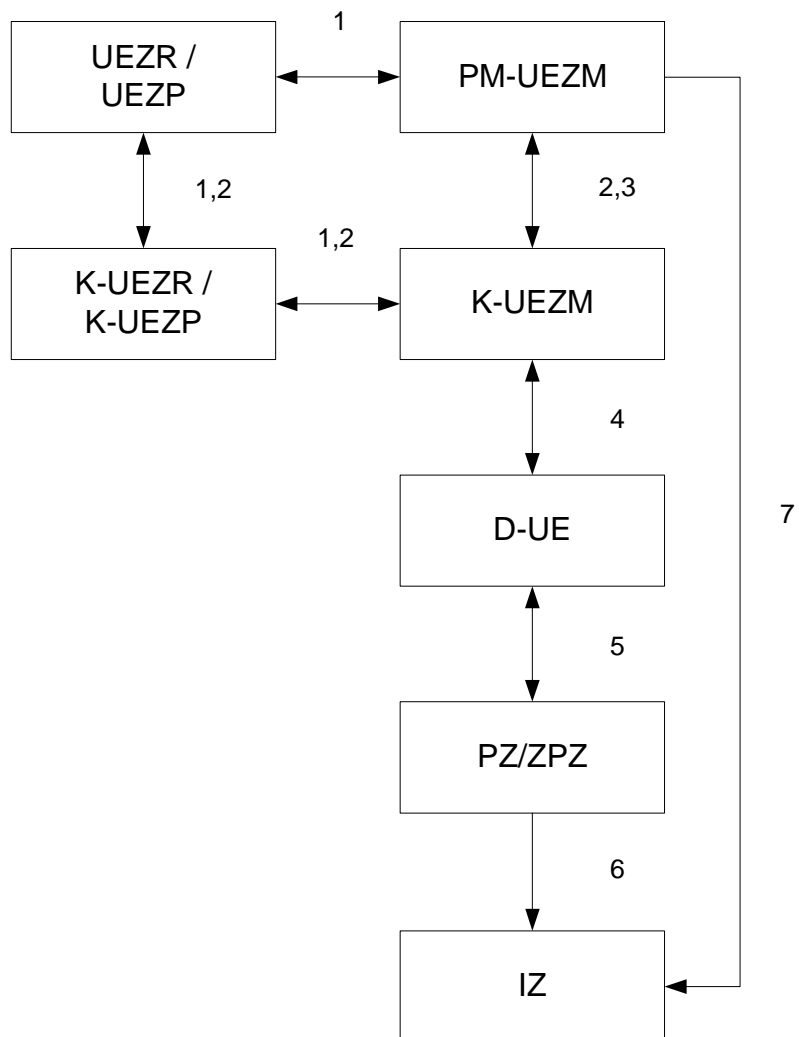 1
UEZR /
UEZP
PM-UEZM
1,2
2,3
1,2
K-UEZR /
K-UEZP
K-UEZM
4
D-UE
7
5
PZ/ZPZ
6
IZ